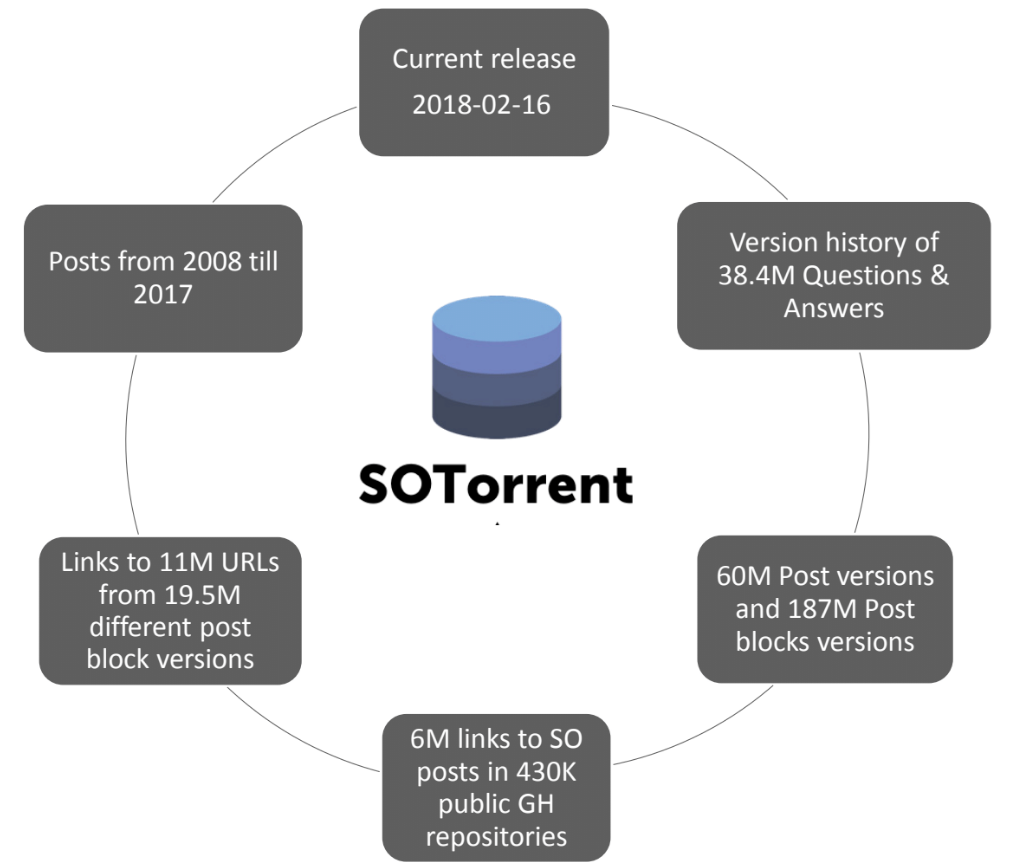 Current release
2018-02-16
Version history of
38.4M Questions &
Answers
60M Post versions
and 187M Post
blocks versions
6M links to SO
posts in 430K
public GH
repositories
Links to 11M URLs
from 19.5M
different post
block versions
Posts from 2008 till
2017
SOTorrent